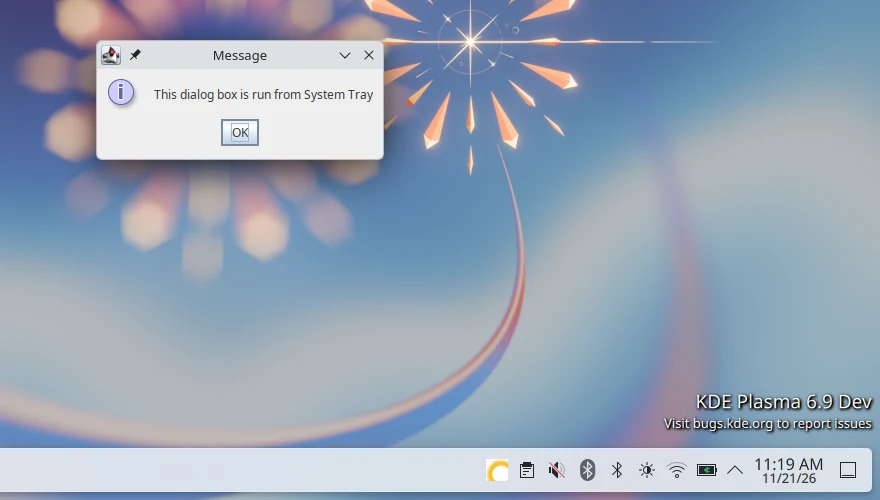 Message
This dialog box is run from System Tray
OK
KDE Plasma 6.9 Dev
Visit bugs.kde.org to report issues
11:19 AM
11/21/26